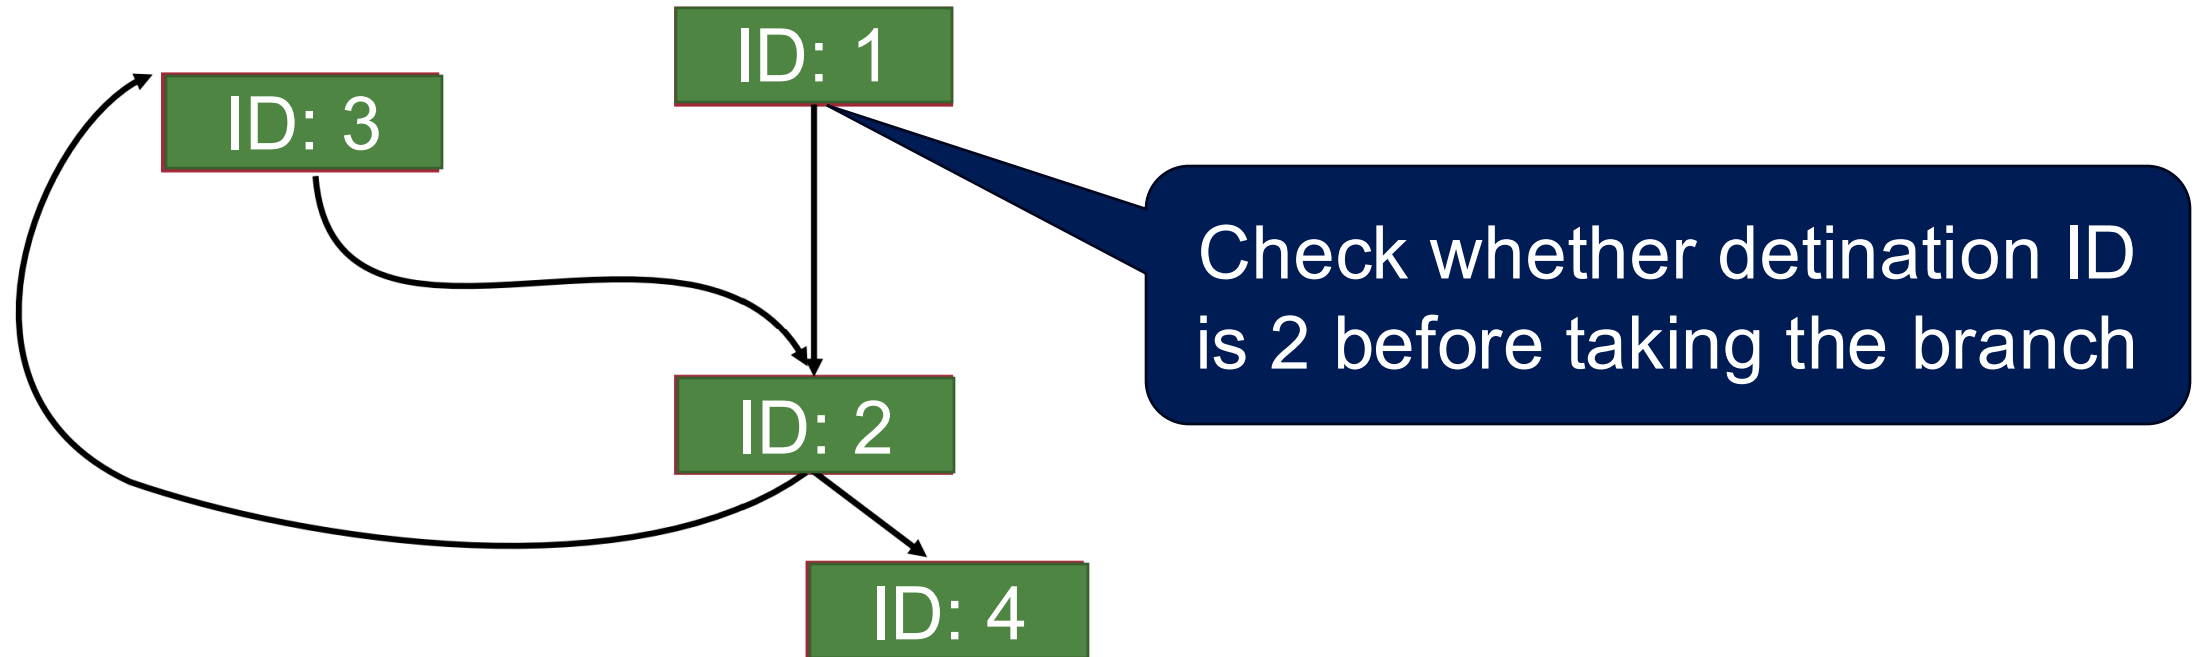 ID: 1
ID: 3
Check whether detination ID
is 2 before taking the branch
ID: 2
ID: 4